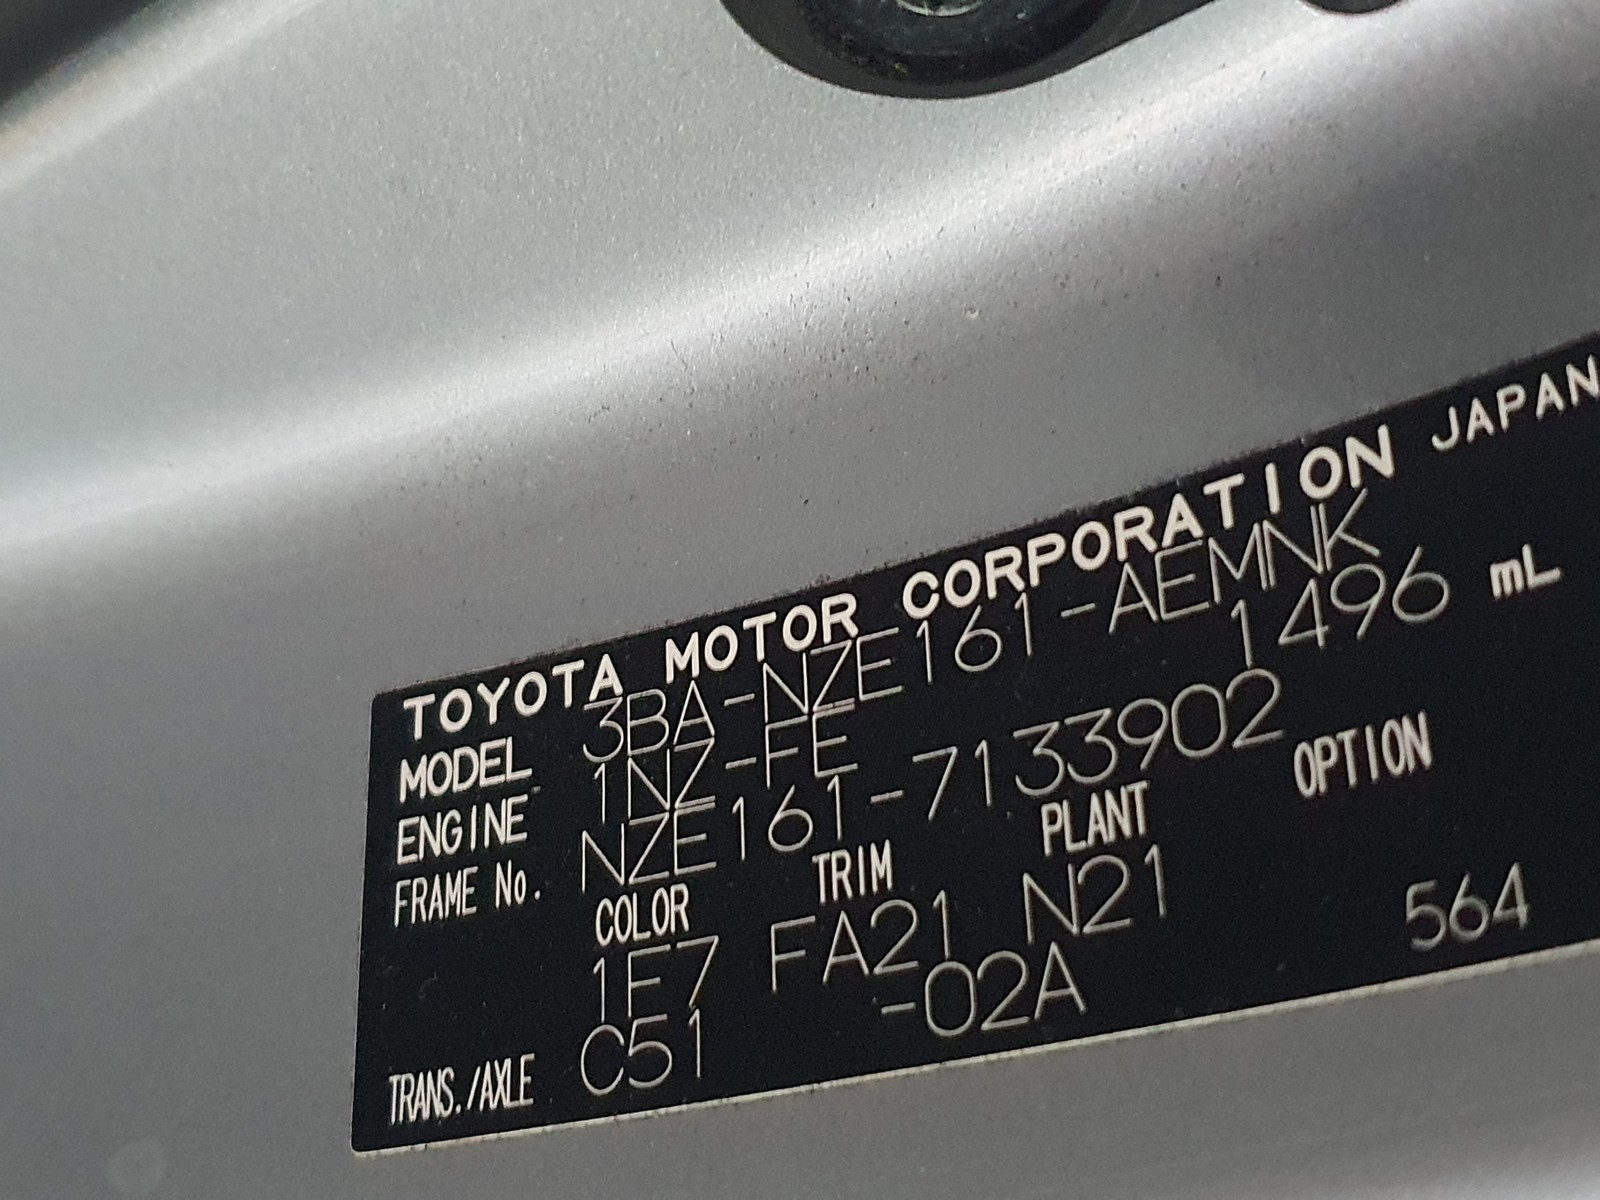 TOYOTA MOTOR CORPORATION JAPAN
MODEL 3BA-NZE161-AEMNK
ENGINE 1NZ-FE 1496 mL
FRAME No. NZE161-7133902
COLOR TRIM PLANT OPTION
1F7 FA21 N21 564
TRANS./AXLE C51 -02A